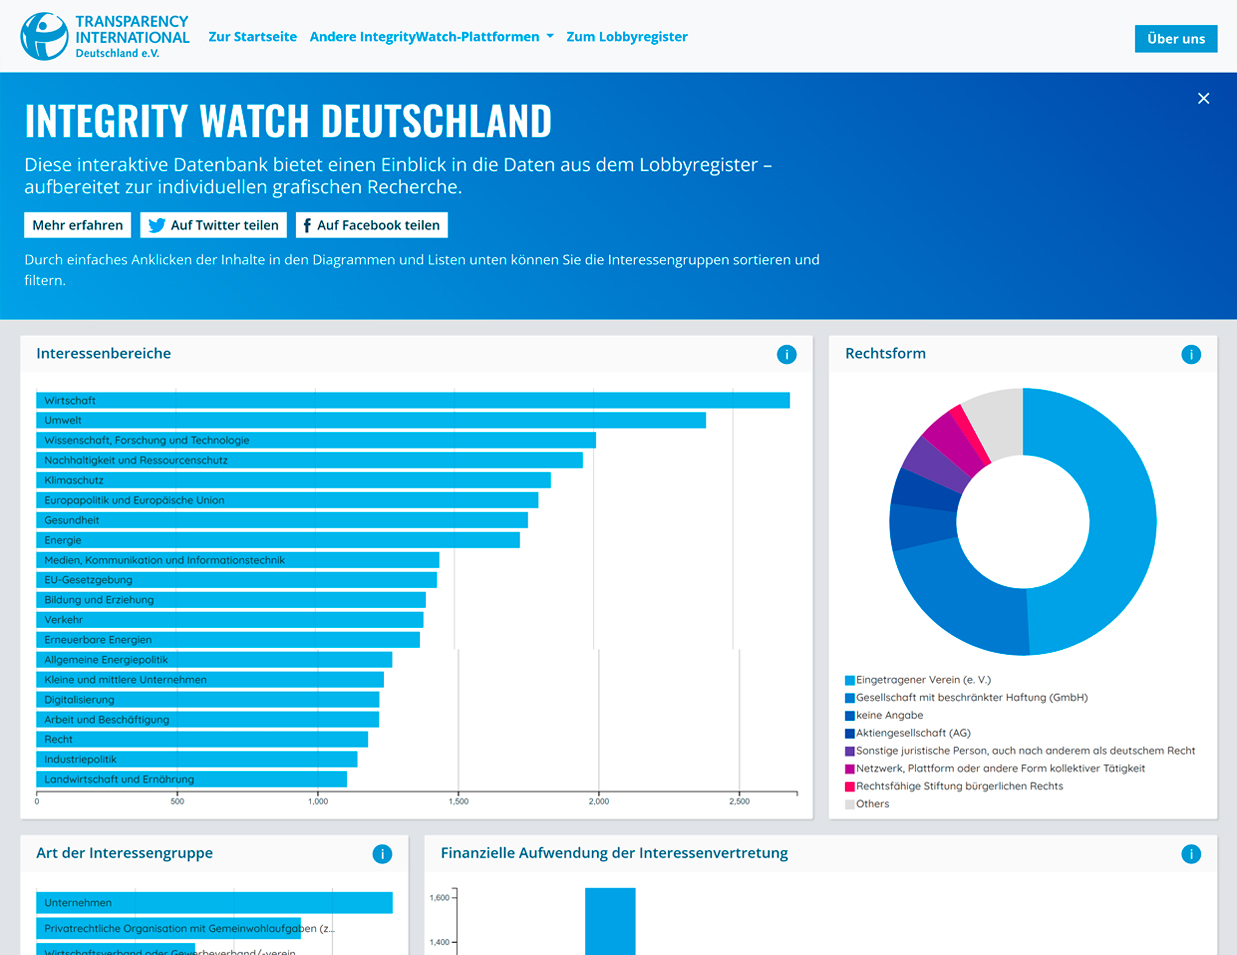 TRANSPARENCY
INTERNATIONAL
Deutschland e.V.
Zur Startseite
Andere IntegrityWatch-Plattformen
Zum Lobbyregister
Über uns
INTEGRITY WATCH DEUTSCHLAND
Diese interaktive Datenbank bietet einen Einblick in die Daten aus dem Lobbyregister –
aufbereitet zur individuellen grafischen Recherche.
Mehr erfahren
Auf Twitter teilen
Auf Facebook teilen
Durch einfaches Anklicken der Inhalte in den Diagrammen und Listen unten können Sie die Interessengruppen sortieren und
filtern.
Interessenbereiche
i
Wirtschaft
Umwelt
Wissenschaft, Forschung und Technologie
Nachhaltigkeit und Ressourcenschutz
Klimaschutz
Europapolitik und Europäische Union
Gesundheit
Energie
Medien, Kommunikation und Informationstechnik
EU-Gesetzgebung
Bildung und Erziehung
Verkehr
Erneuerbare Energien
Allgemeine Energiepolitik
Kleine und mittlere Unternehmen
Digitalisierung
Arbeit und Beschäftigung
Recht
Industriepolitik
Landwirtschaft und Ernährung
0
500
1,000
1,500
2,000
2,500
Rechtsform
i
Eingetragener Verein (e. V.)
Gesellschaft mit beschränkter Haftung (GmbH)
keine Angabe
Aktiengesellschaft (AG)
Sonstige juristische Person, auch nach anderem als deutschem Recht
Netzwerk, Plattform oder andere Form kollektiver Tätigkeit
Rechtsfähige Stiftung bürgerlichen Rechts
Others
Art der Interessengruppe
i
Unternehmen
Privatrechtliche Organisation mit Gemeinwohlaufgaben (z...
Wirtschaftsverband oder Gewerbeverband/-verein
Finanzielle Aufwendung der Interessenvertretung
i
1,600
1,400